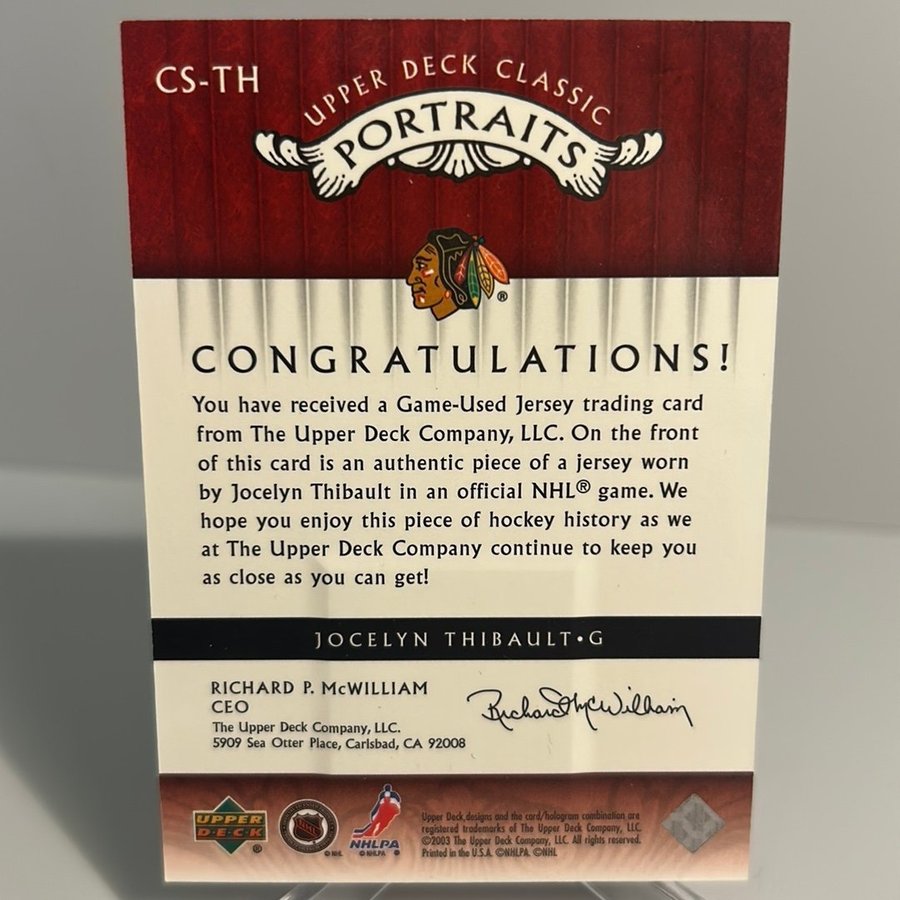 CS-TH
UPPER DECK CLASSIC
PORTRAITS
®
CONGRATULATIONS!
You have received a Game-Used Jersey trading card
from The Upper Deck Company, LLC. On the front
of this card is an authentic piece of a jersey worn
by Jocelyn Thibault in an official NHL® game. We
hope you enjoy this piece of hockey history as we
at The Upper Deck Company continue to keep you
as close as you can get!
JOCELYN THIBAULT•G
RICHARD P. McWILLIAM
CEO
The Upper Deck Company, LLC.
5909 Sea Otter Place, Carlsbad, CA 92008
Richard McWilliam
UPPER
D·E·C·K
®
NHL
© NHL
NHLPA
©NHLPA
Upper Deck, designs and the card/hologram combination are
registered trademarks of The Upper Deck Company, LLC.
©2003 The Upper Deck Company, LLC. All rights reserved.
Printed in the U.S.A. ©NHLPA. ©NHL